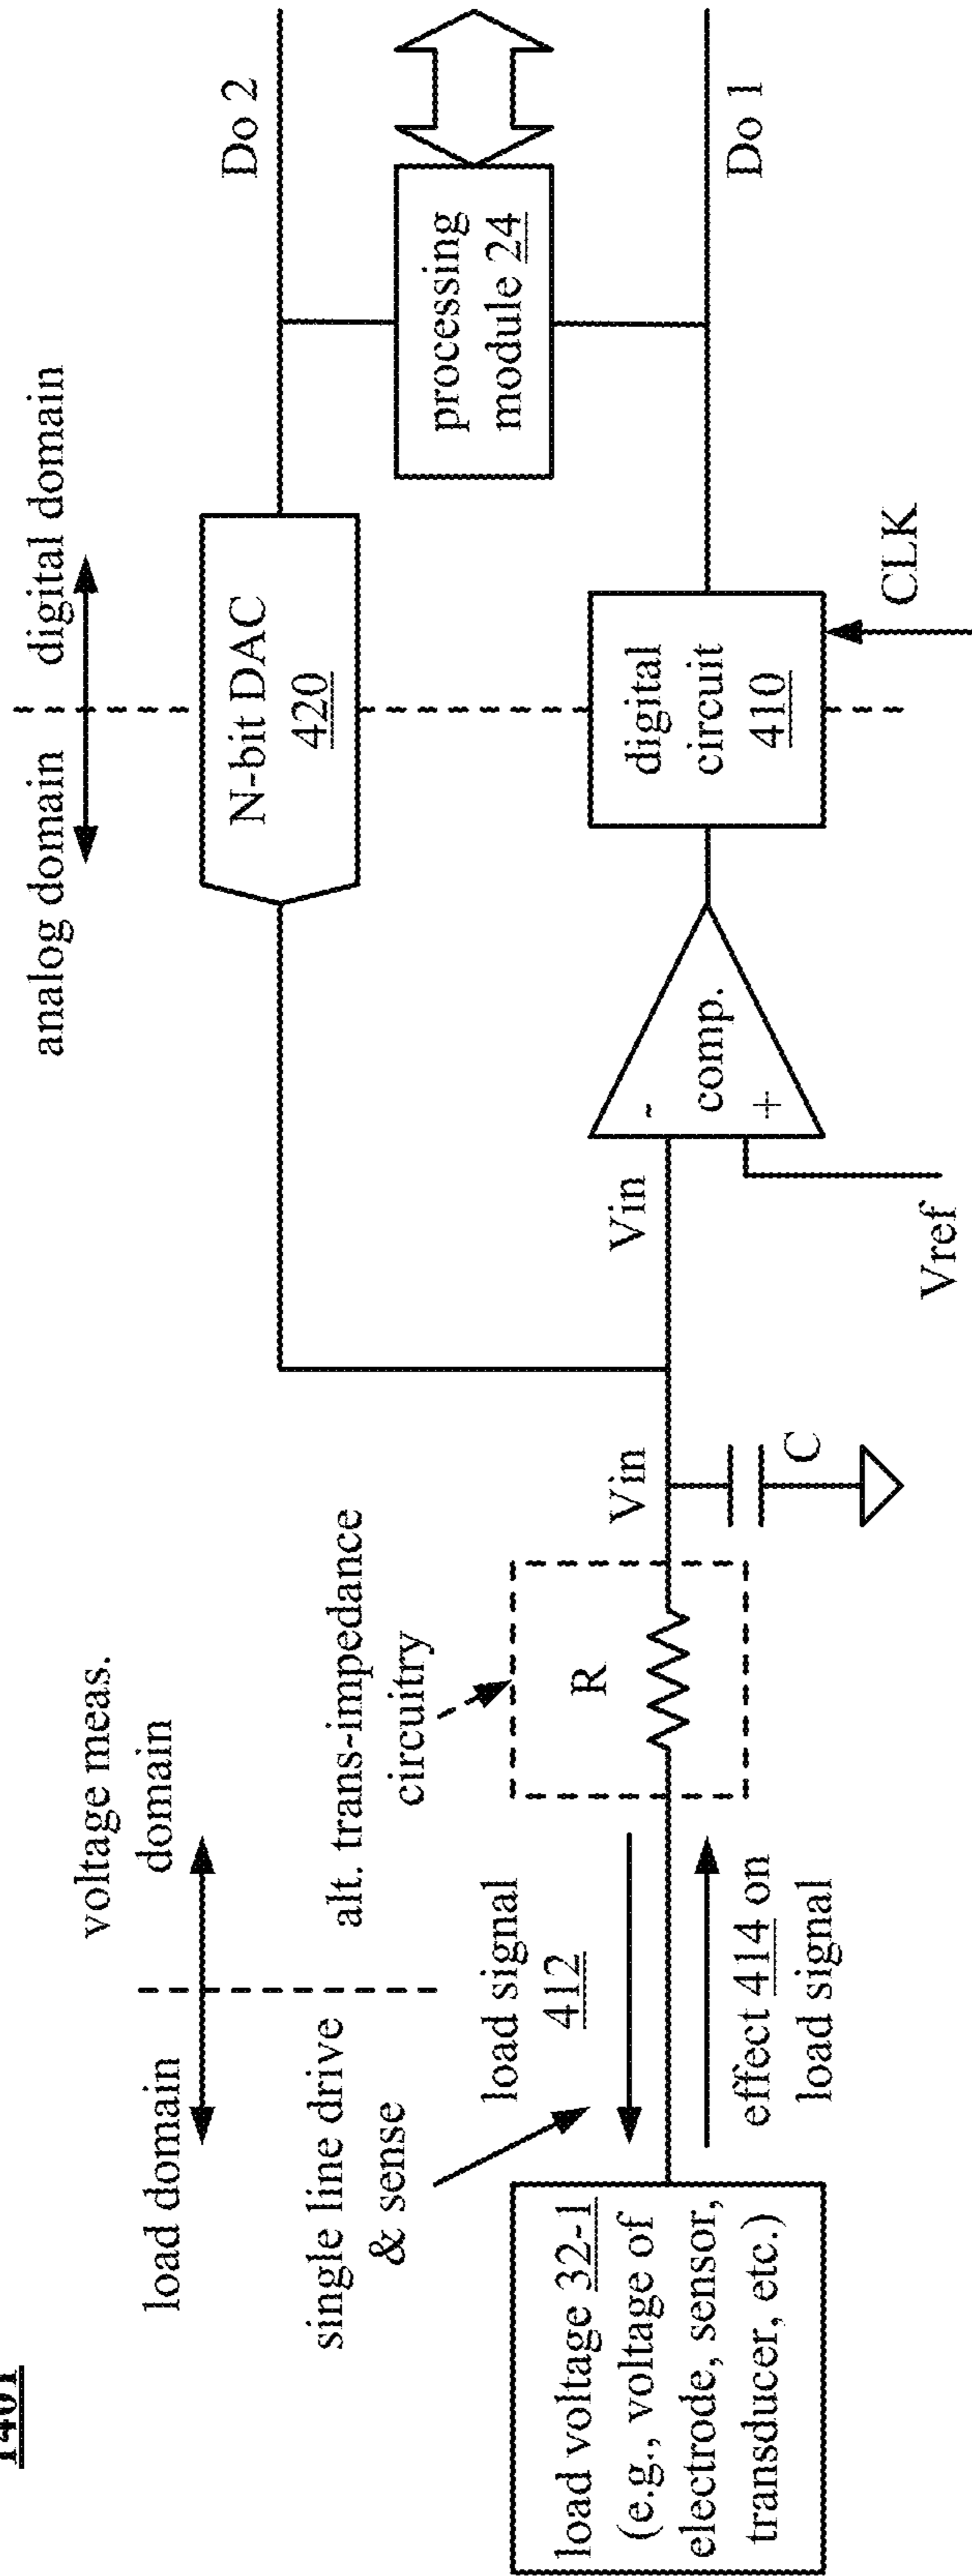 1401
load domain
voltage meas.
domain
analog domain
digital domain
single line drive
& sense
alt. trans-impedance
circuitry
N-bit DAC
420
Do 2
load signal
412
R
Vin
Vin
processing
module 24
load voltage 32-1
(e.g., voltage of
electrode, sensor,
transducer, etc.)
effect 414 on
load signal
C
-
comp.
+
Vref
digital
circuit
410
CLK
Do 1